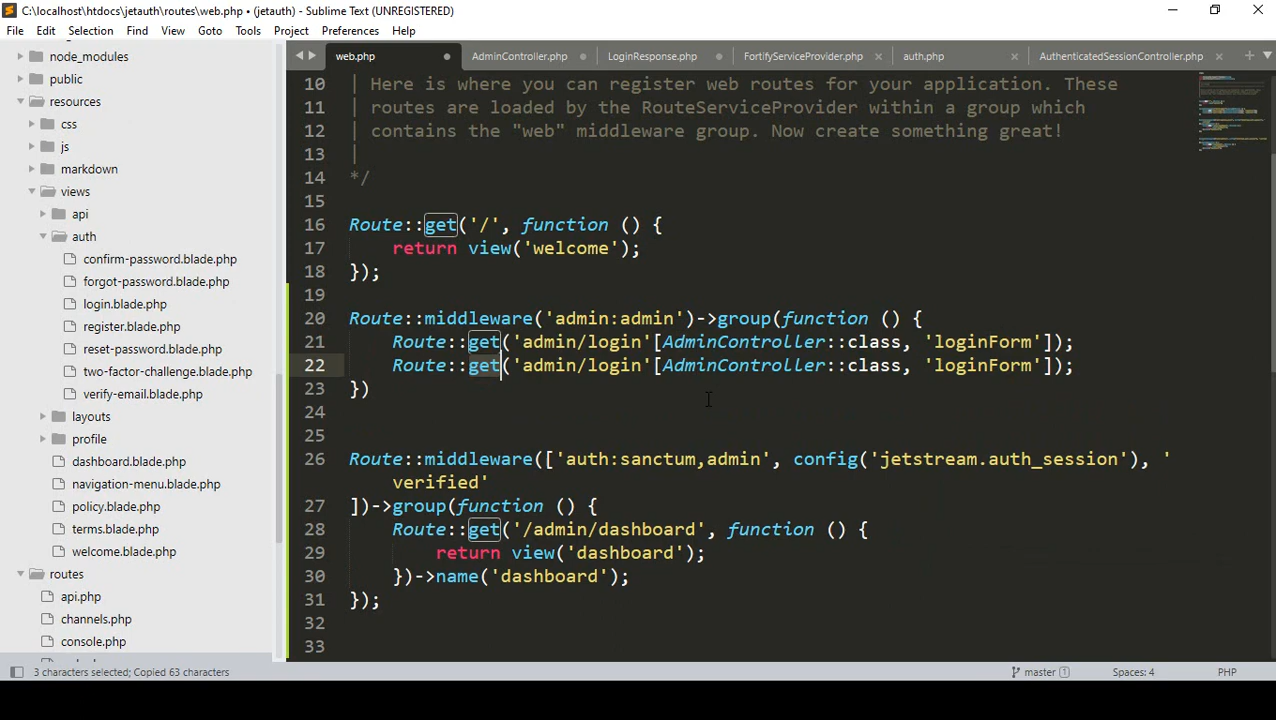 C:\localhost\htdocs\jetauth\routes\web.php • (jetauth) - Sublime Text (UNREGISTERED)
File Edit Selection Find View Goto Tools Project Preferences Help
node_modules
public
resources
css
js
markdown
views
api
auth
confirm-password.blade.php
forgot-password.blade.php
login.blade.php
register.blade.php
reset-password.blade.php
two-factor-challenge.blade.php
verify-email.blade.php
layouts
profile
dashboard.blade.php
navigation-menu.blade.php
policy.blade.php
terms.blade.php
welcome.blade.php
routes
api.php
channels.php
console.php
web.php AdminController.php LoginResponse.php FortifyServiceProvider.php auth.php AuthenticatedSessionController.php
10 | Here is where you can register web routes for your application. These
11 | routes are loaded by the RouteServiceProvider within a group which
12 | contains the "web" middleware group. Now create something great!
13 |
14 */
15
16 Route::get('/', function () {
17 return view('welcome');
18 });
19
20 Route::middleware('admin:admin')->group(function () {
21 Route::get('admin/login'[AdminController::class, 'loginForm']);
22 Route::get('admin/login'[AdminController::class, 'loginForm']);
23 })
24
25
26 Route::middleware(['auth:sanctum,admin', config('jetstream.auth_session'), '
verified'
27 ])->group(function () {
28 Route::get('/admin/dashboard', function () {
29 return view('dashboard');
30 })->name('dashboard');
31 });
32
33
3 characters selected; Copied 63 characters master 1 Spaces: 4 PHP